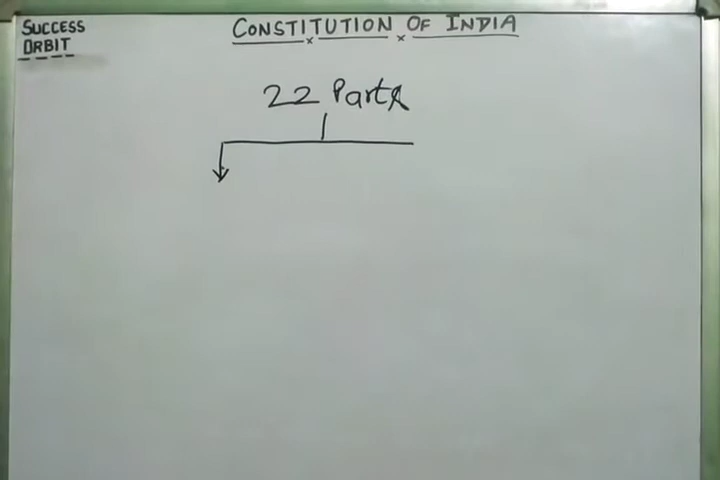 SUCCESS
ORBIT
CONSTITUTION OF INDIA
22 Parts